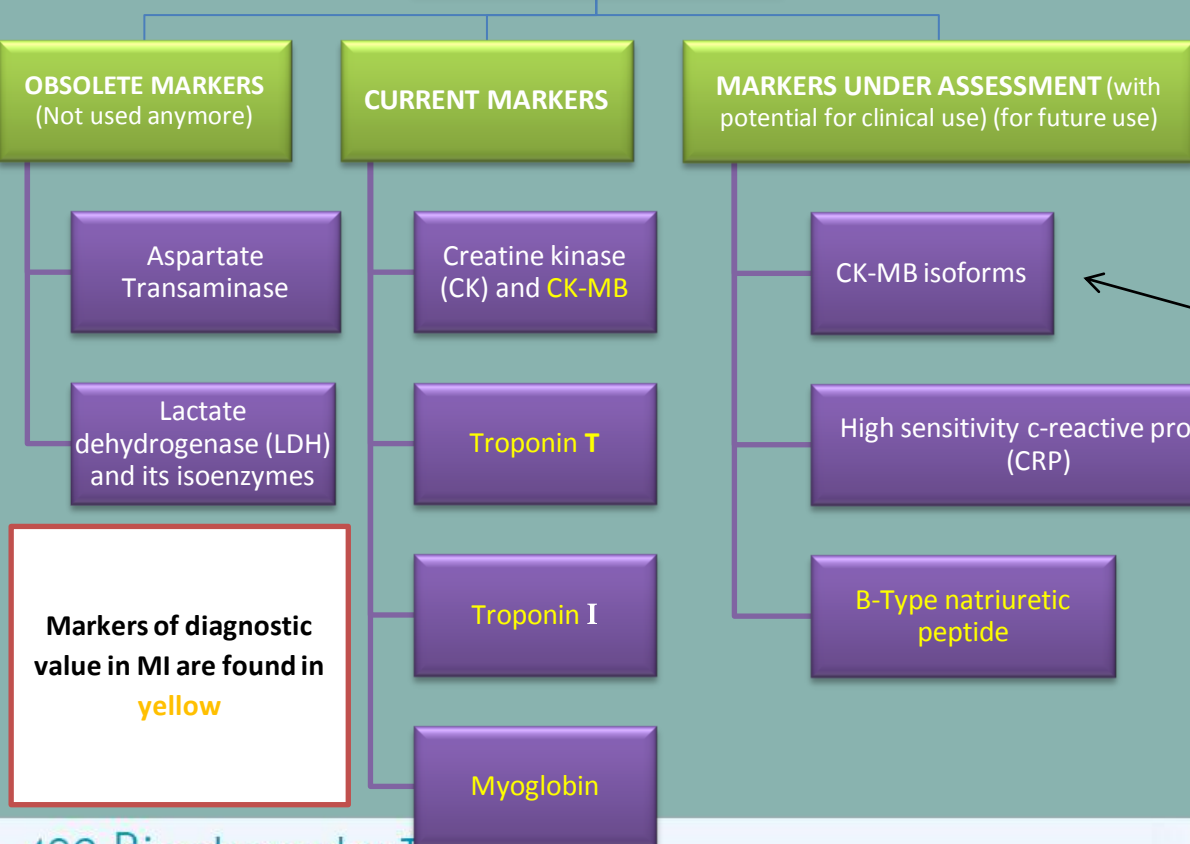 OBSOLETE MARKERS
(Not used anymore)
Aspartate
Transaminase
Lactate
dehydrogenase (LDH)
and its isoenzymes
CURRENT MARKERS
Creatine kinase
(CK) and CK-MB
Troponin T
Troponin I
Myoglobin
MARKERS UNDER ASSESSMENT (with
potential for clinical use) (for future use)
CK-MB isoforms
High sensitivity c-reactive pro
(CRP)
B-Type natriuretic
peptide
Markers of diagnostic
value in MI are found in
yellow